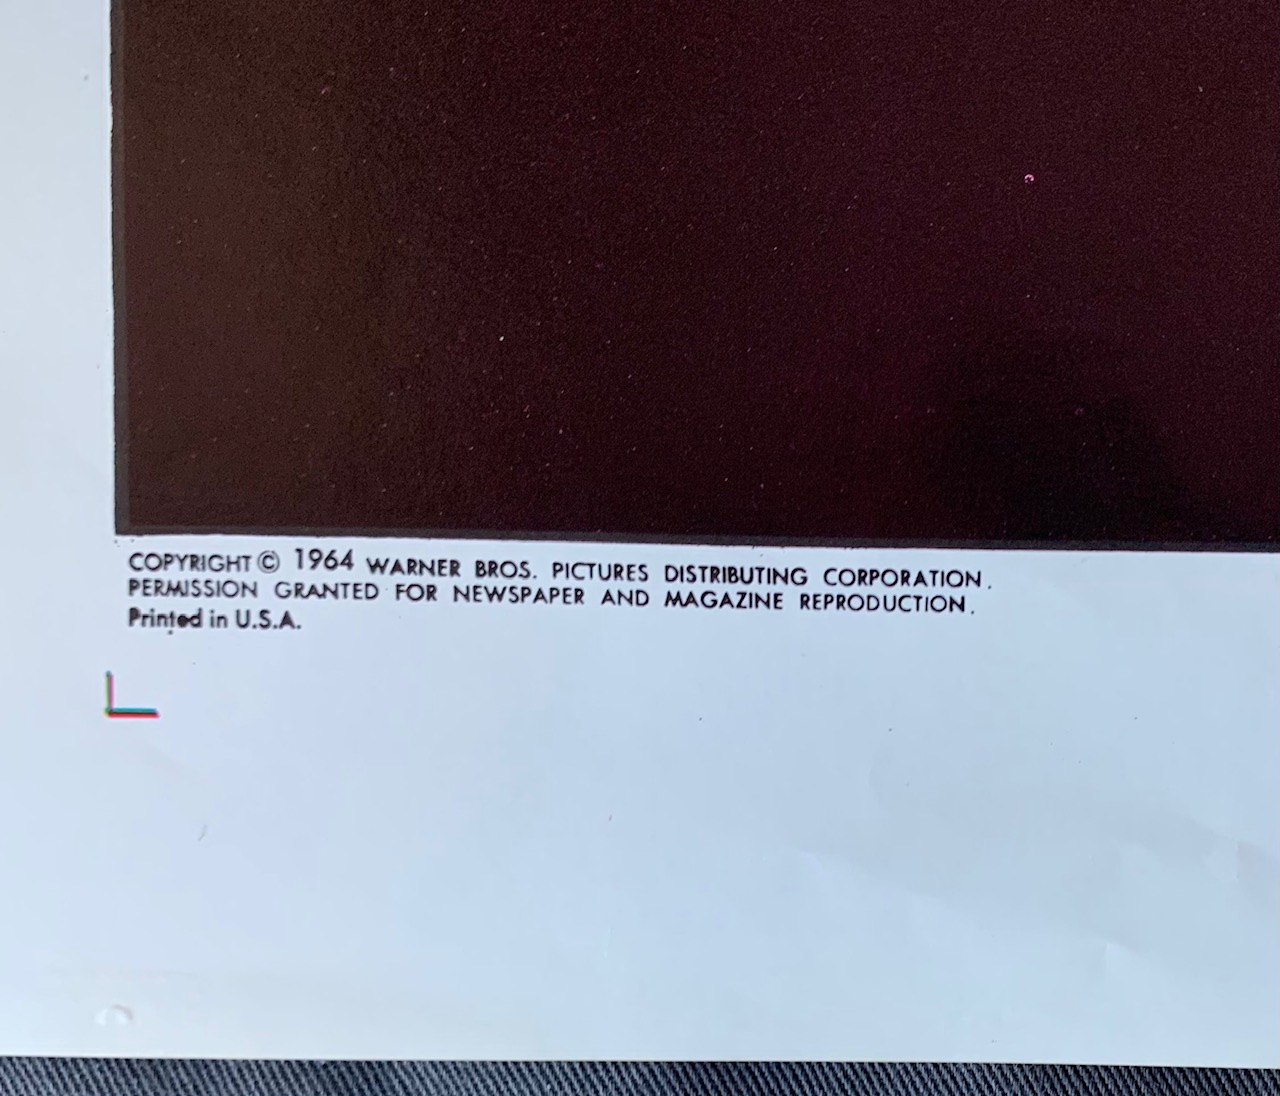 COPYRIGHT © 1964 WARNER BROS. PICTURES DISTRIBUTING CORPORATION.
PERMISSION GRANTED FOR NEWSPAPER AND MAGAZINE REPRODUCTION.
Printed in U.S.A.